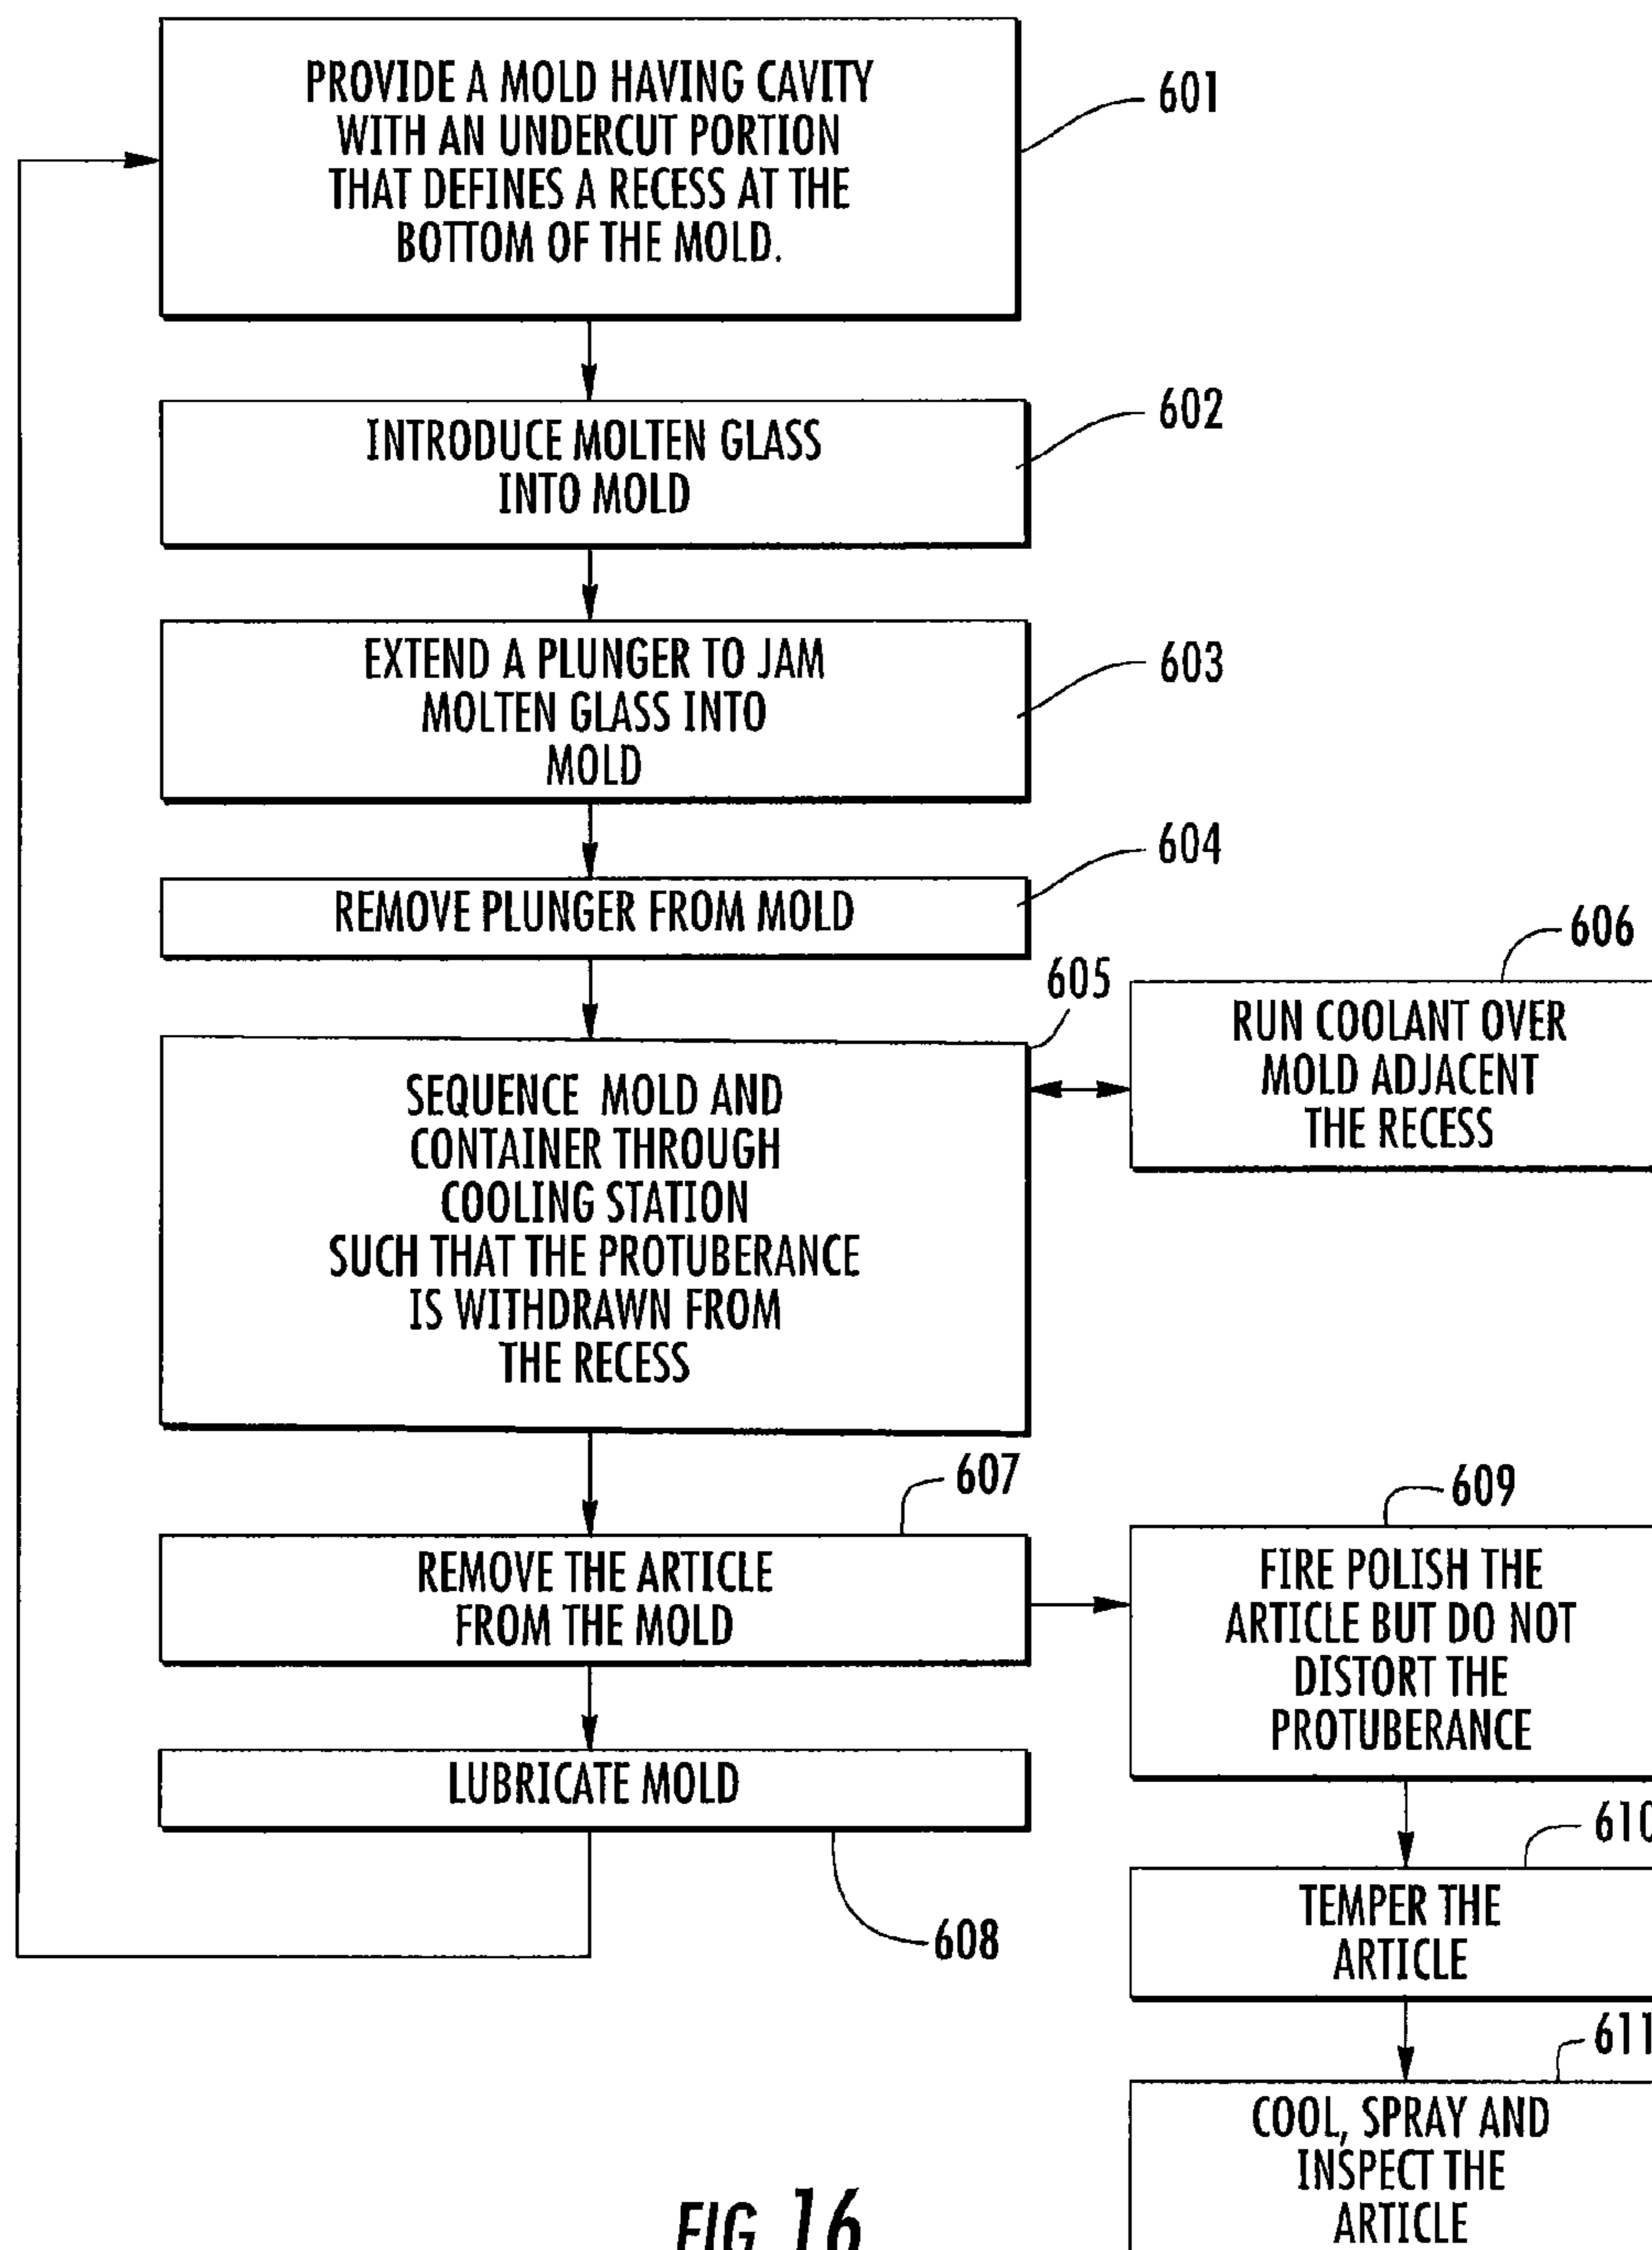 PROVIDE A MOLD HAVING CAVITY
WITH AN UNDERCUT PORTION
THAT DEFINES A RECESS AT THE
BOTTOM OF THE MOLD.
601
INTRODUCE MOLTEN GLASS
INTO MOLD
602
EXTEND A PLUNGER TO JAM
MOLTEN GLASS INTO
MOLD
603
REMOVE PLUNGER FROM MOLD
604
SEQUENCE MOLD AND
CONTAINER THROUGH
COOLING STATION
SUCH THAT THE PROTUBERANCE
IS WITHDRAWN FROM
THE RECESS
605
RUN COOLANT OVER
MOLD ADJACENT
THE RECESS
606
REMOVE THE ARTICLE
FROM THE MOLD
607
LUBRICATE MOLD
608
FIRE POLISH THE
ARTICLE BUT DO NOT
DISTORT THE
PROTUBERANCE
609
TEMPER THE
ARTICLE
610
COOL, SPRAY AND
INSPECT THE
ARTICLE
611
FIG 16